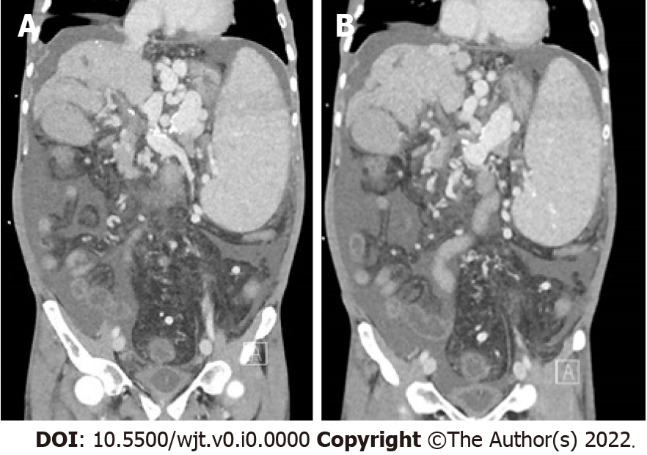 A
B
A
A
DOI: 10.5500/wjt.v0.i0.0000 Copyright ©The Author(s) 2022.